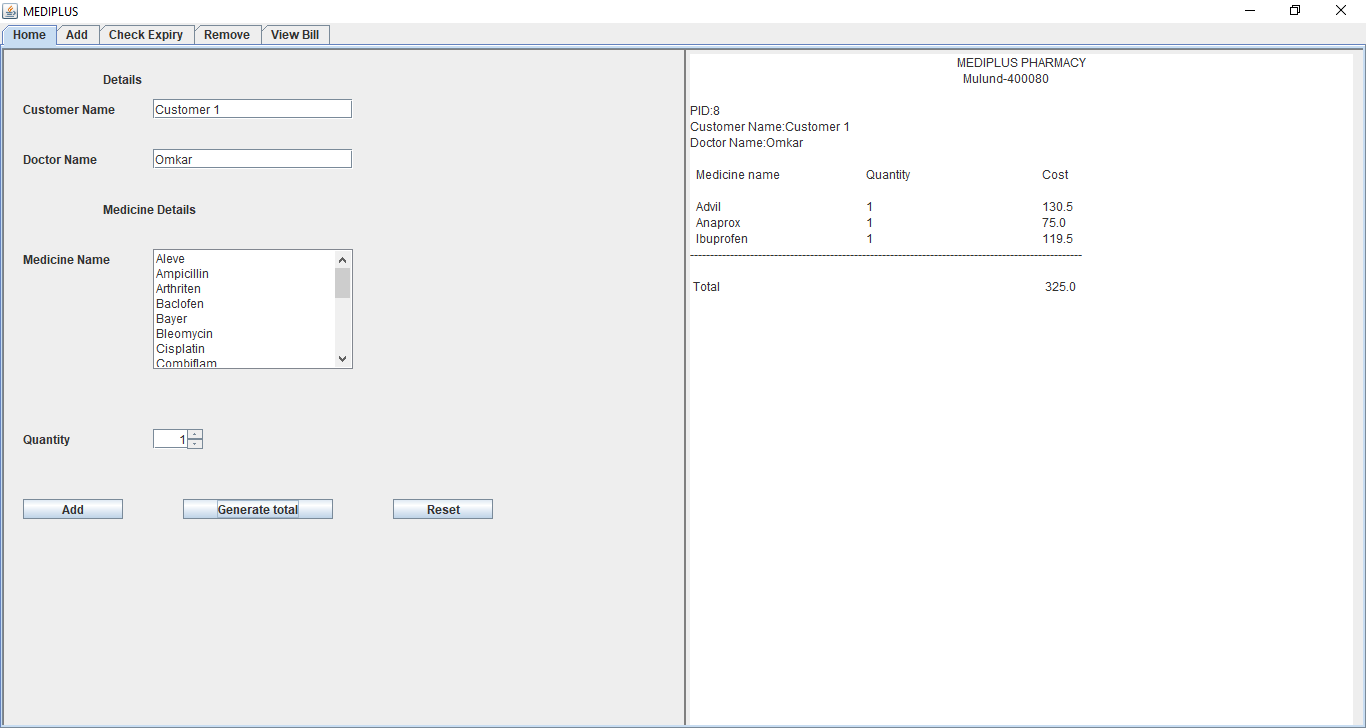 MEDIPLUS
Home Add Check Expiry Remove View Bill
Details
Customer Name Customer 1
Doctor Name Omkar
Medicine Details
Medicine Name
Aleve
Ampicillin
Arthriten
Baclofen
Bayer
Bleomycin
Cisplatin
Combiflam
Quantity 1
Add Generate total Reset
MEDIPLUS PHARMACY
Mulund-400080
PID:8
Customer Name:Customer 1
Doctor Name:Omkar
Medicine name Quantity Cost
Advil 1 130.5
Anaprox 1 75.0
Ibuprofen 1 119.5
Total 325.0